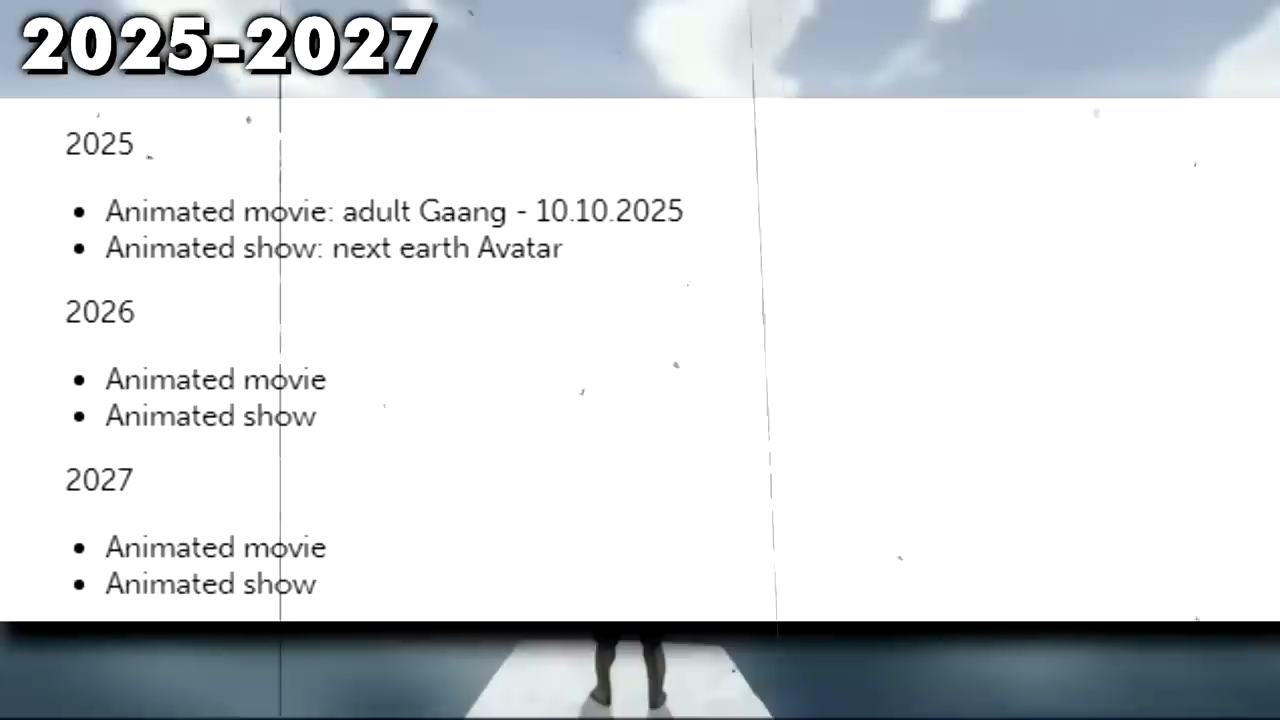 2025-2027
2025
• Animated movie: adult Gaang - 10.10.2025
• Animated show: next earth Avatar
2026
• Animated movie
• Animated show
2027
• Animated movie
• Animated show